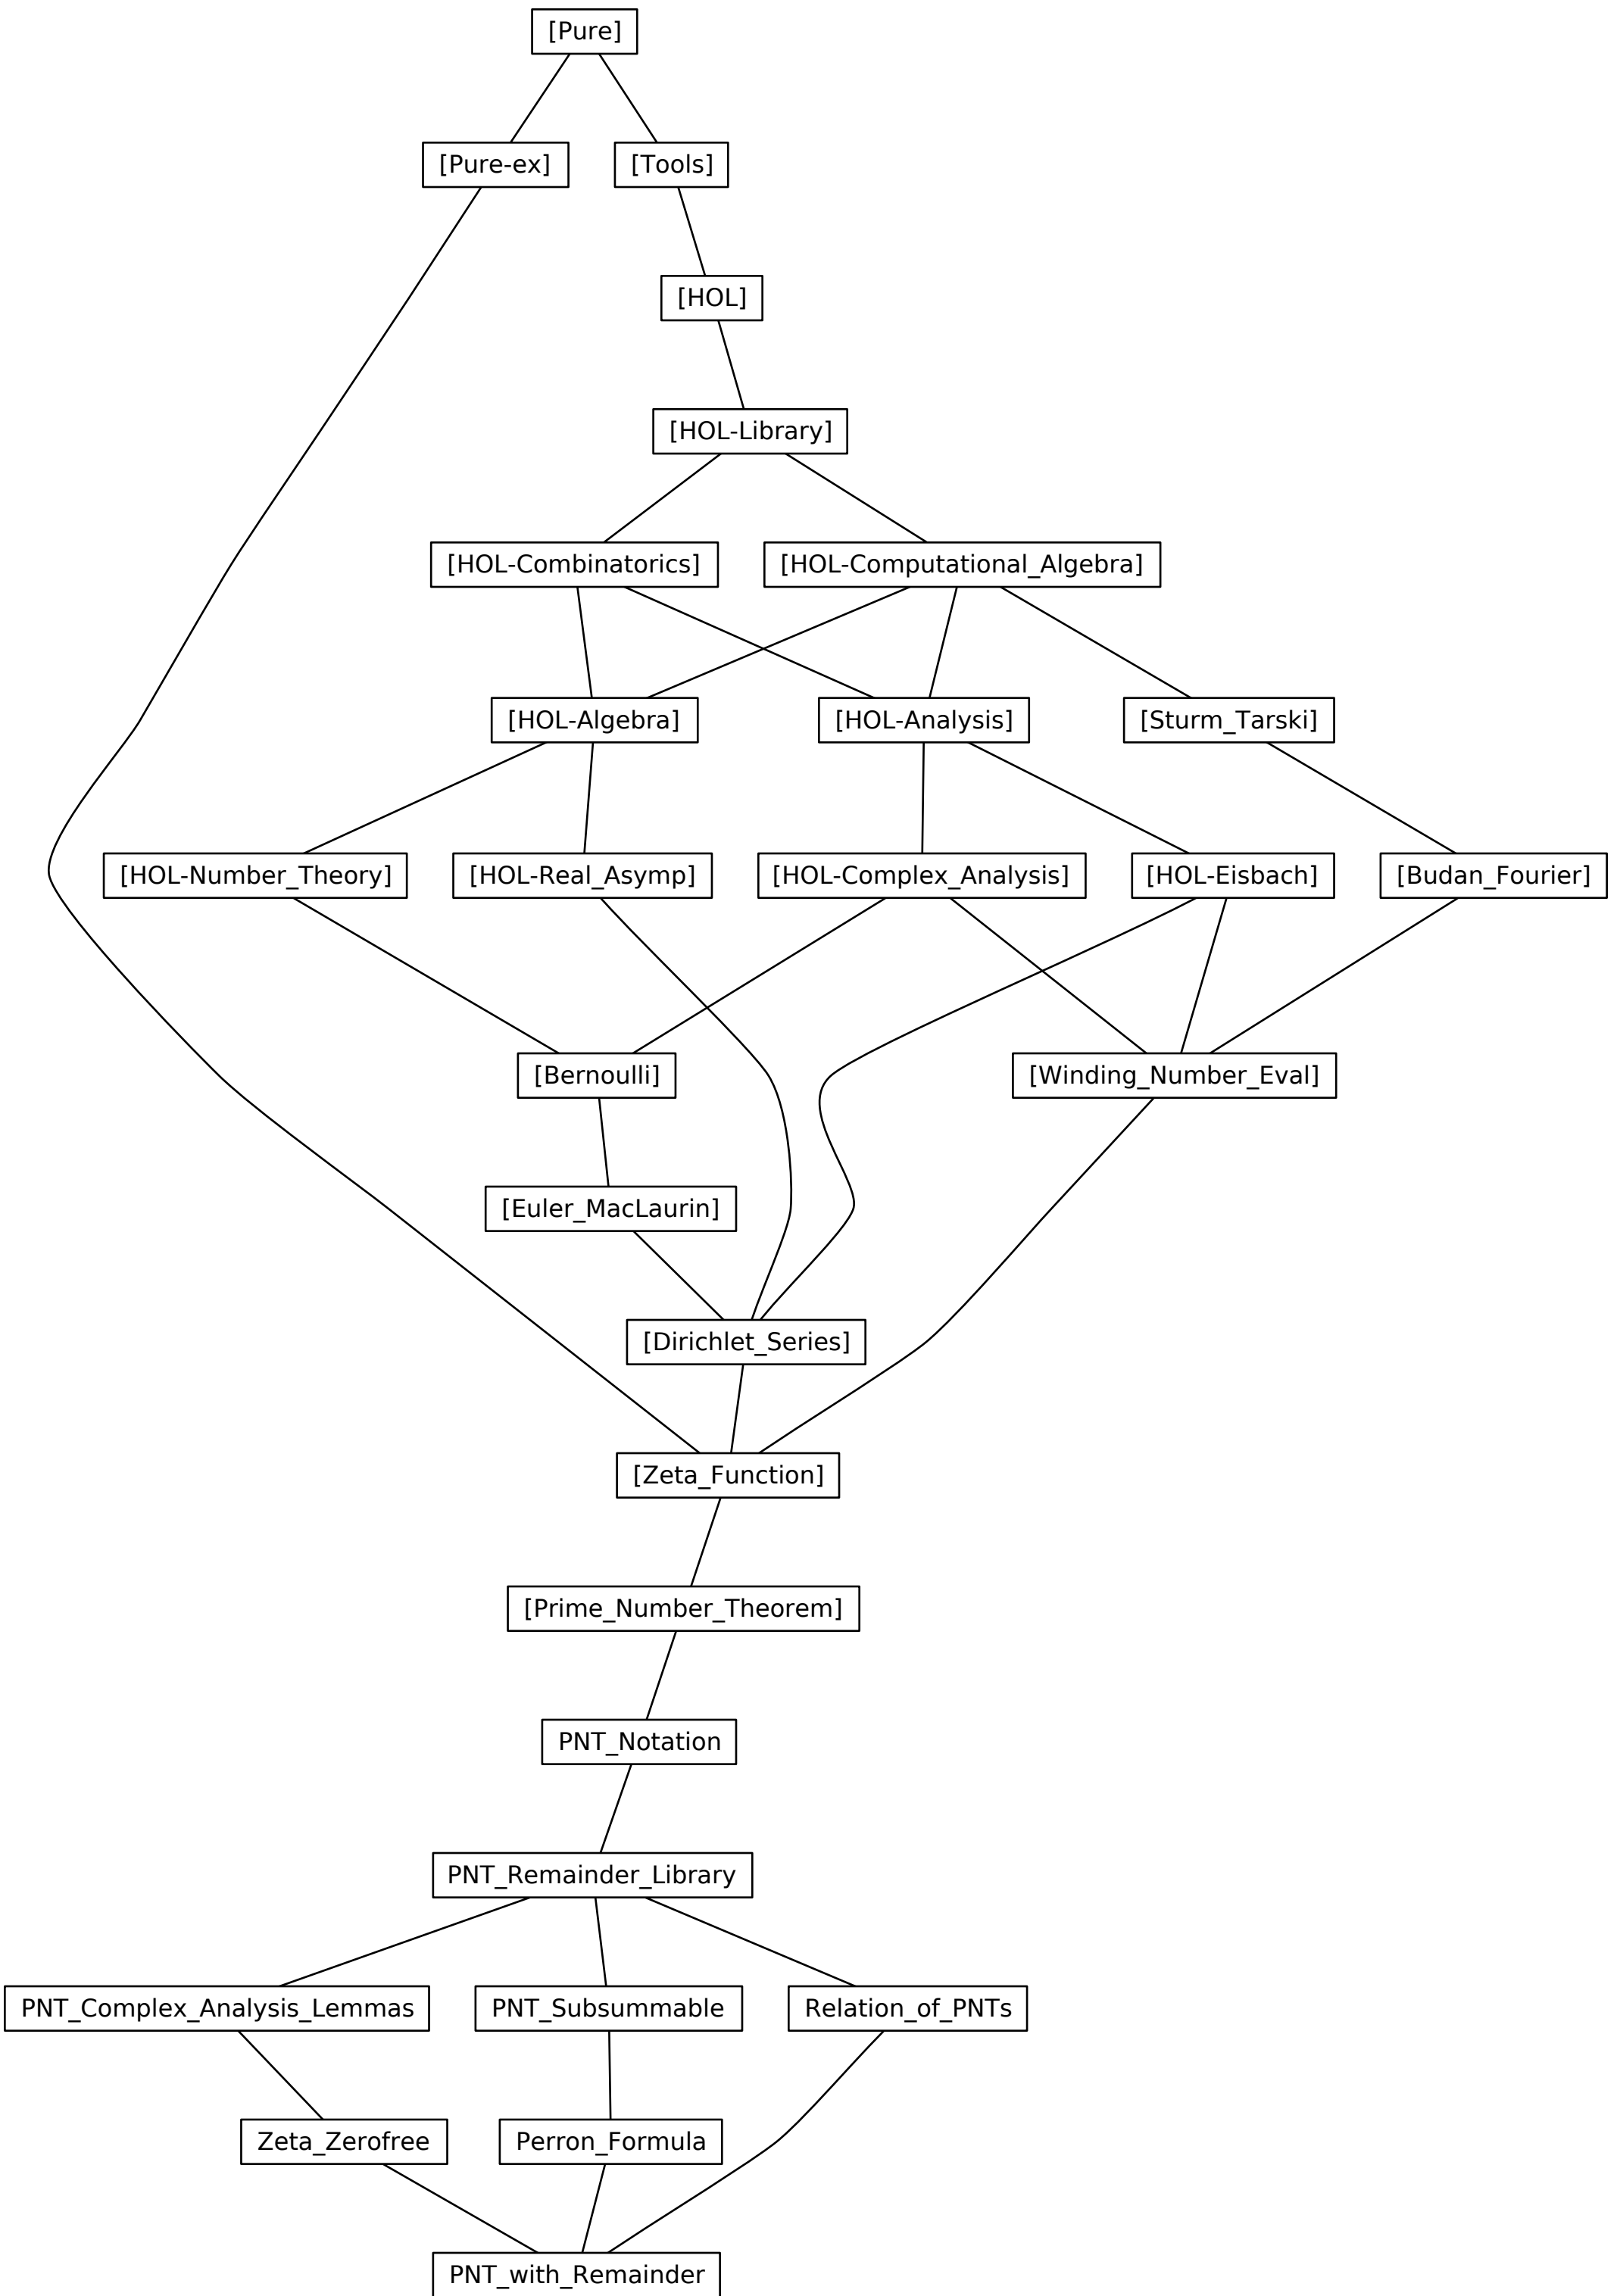 [Pure]
[Pure-ex]
[Tools]
[HOL]
[HOL-Library]
[HOL-Combinatorics]
[HOL-Computational_Algebra]
[HOL-Algebra]
[HOL-Analysis]
[Sturm_Tarski]
[HOL-Number_Theory]
[HOL-Real_Asymp]
[HOL-Complex_Analysis]
[HOL-Eisbach]
[Budan_Fourier]
[Bernoulli]
[Winding_Number_Eval]
[Euler_MacLaurin]
[Dirichlet_Series]
[Zeta_Function]
[Prime_Number_Theorem]
PNT_Notation
PNT_Remainder_Library
PNT_Complex_Analysis_Lemmas
PNT_Subsummable
Relation_of_PNTs
Zeta_Zerofree
Perron_Formula
PNT_with_Remainder